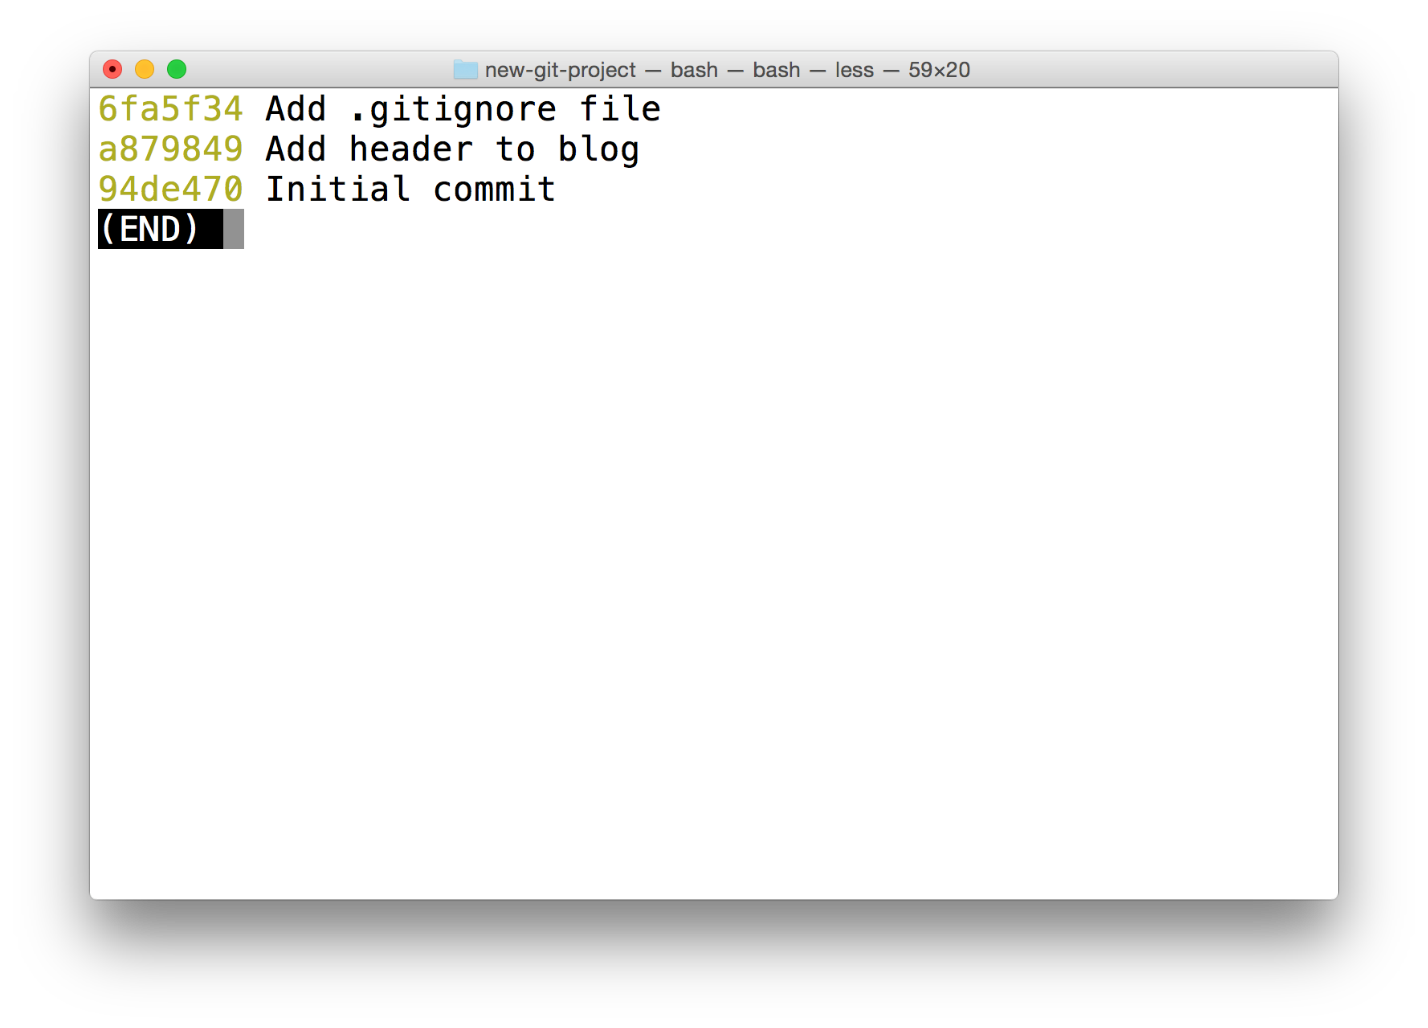 new-git-project — bash — bash — less — 59×20
6fa5f34 Add .gitignore file
a879849 Add header to blog
94de470 Initial commit
(END)